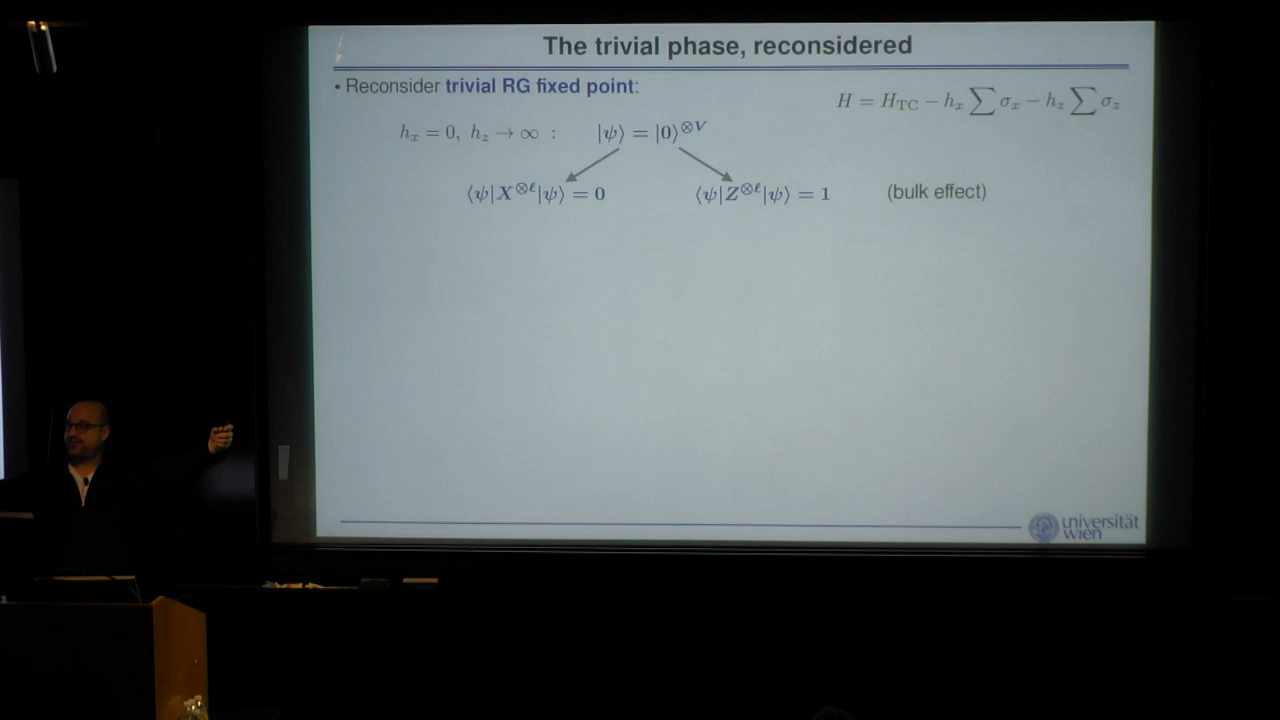 The trivial phase, reconsidered
• Reconsider trivial RG fixed point:
H = H_TC − h_x ∑ σ_x − h_z ∑ σ_z
h_x = 0, h_z → ∞ : |ψ⟩ = |0⟩^{⊗V}
⟨ψ|X^{⊗ℓ}|ψ⟩ = 0 ⟨ψ|Z^{⊗ℓ}|ψ⟩ = 1 (bulk effect)
universität
wien